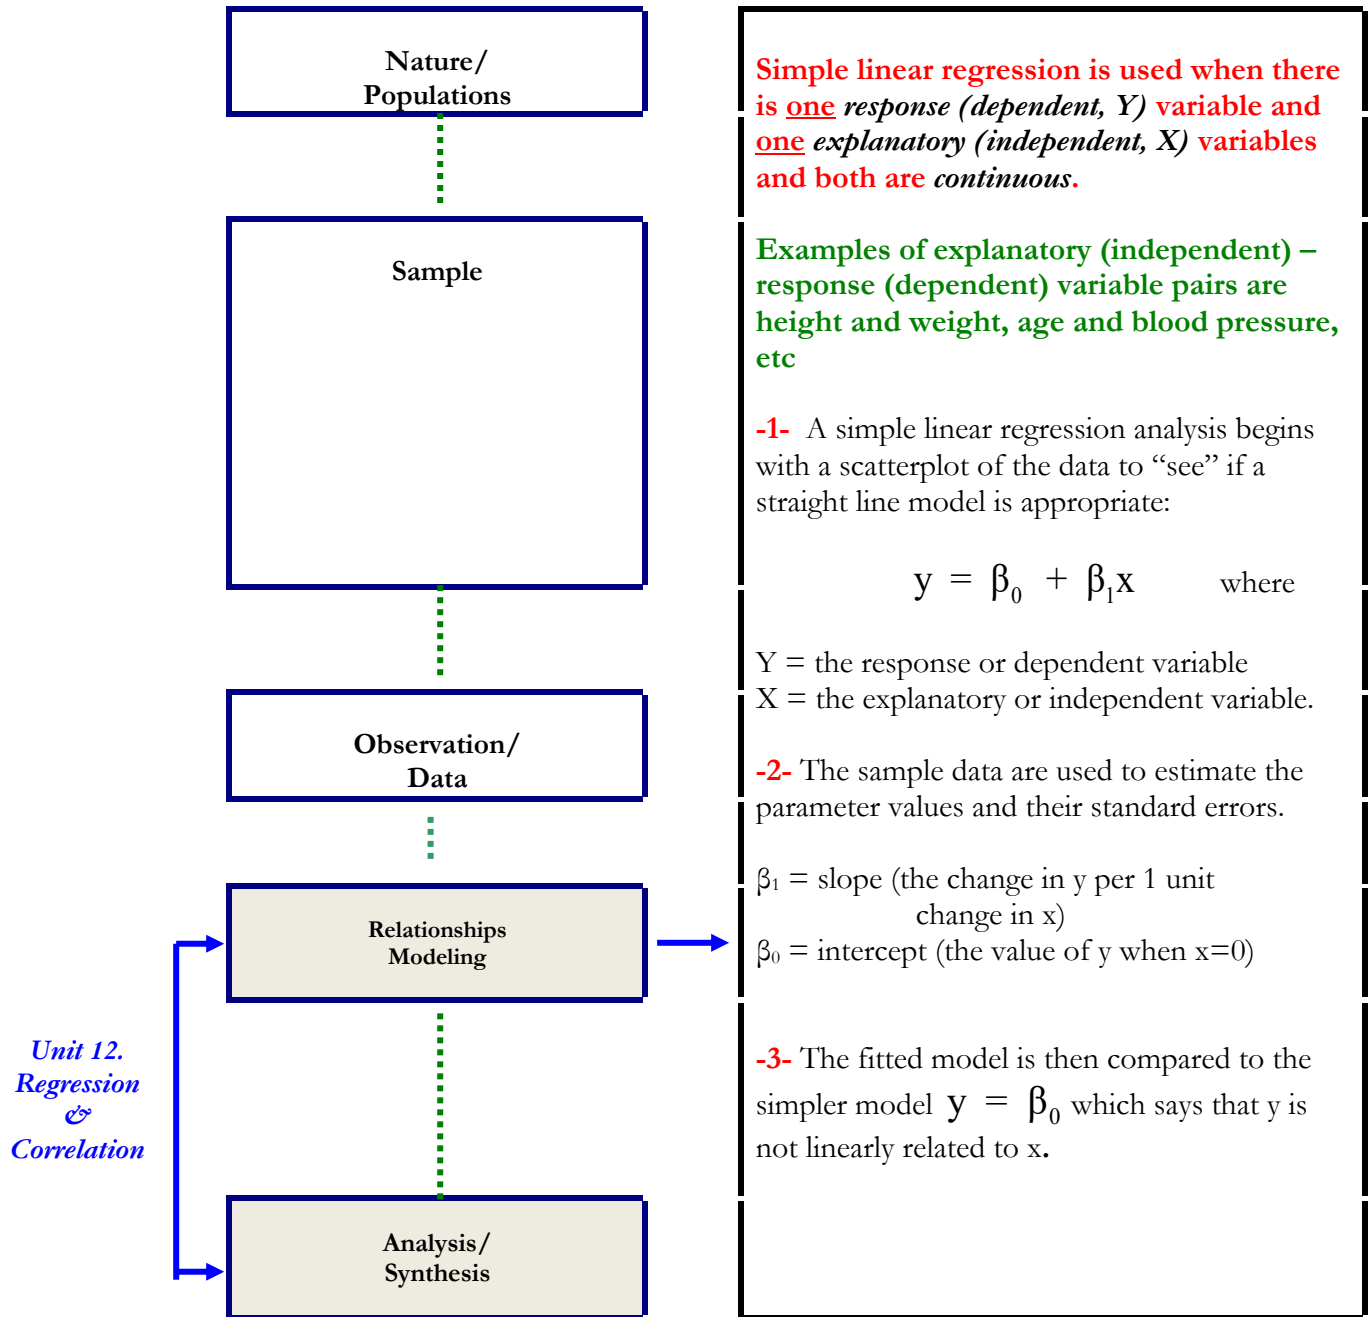 Nature/
Populations
Sample
Observation/
Data
Relationships
Modeling
Unit 12.
Regression
&
Correlation
Analysis/
Synthesis
Simple linear regression is used when there
is one response (dependent, Y) variable and
one explanatory (independent, X) variables
and both are continuous.
Examples of explanatory (independent) –
response (dependent) variable pairs are
height and weight, age and blood pressure,
etc
-1- A simple linear regression analysis begins
with a scatterplot of the data to “see” if a
straight line model is appropriate:
y = β₀ + β₁x where
Y = the response or dependent variable
X = the explanatory or independent variable.
-2- The sample data are used to estimate the
parameter values and their standard errors.
β₁ = slope (the change in y per 1 unit
change in x)
β₀ = intercept (the value of y when x=0)
-3- The fitted model is then compared to the
simpler model y = β₀ which says that y is
not linearly related to x.